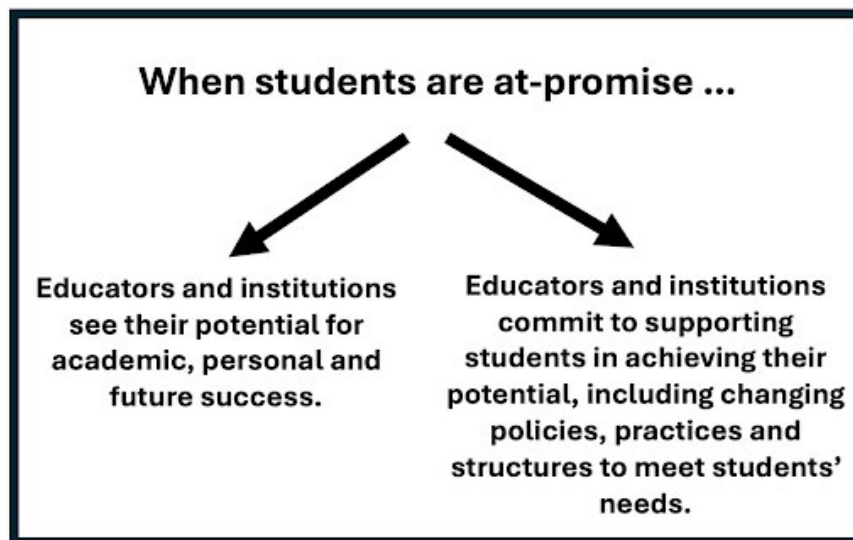 When students are at-promise ...
Educators and institutions
see their potential for
academic, personal and
future success.
Educators and institutions
commit to supporting
students in achieving their
potential, including changing
policies, practices and
structures to meet students’
needs.